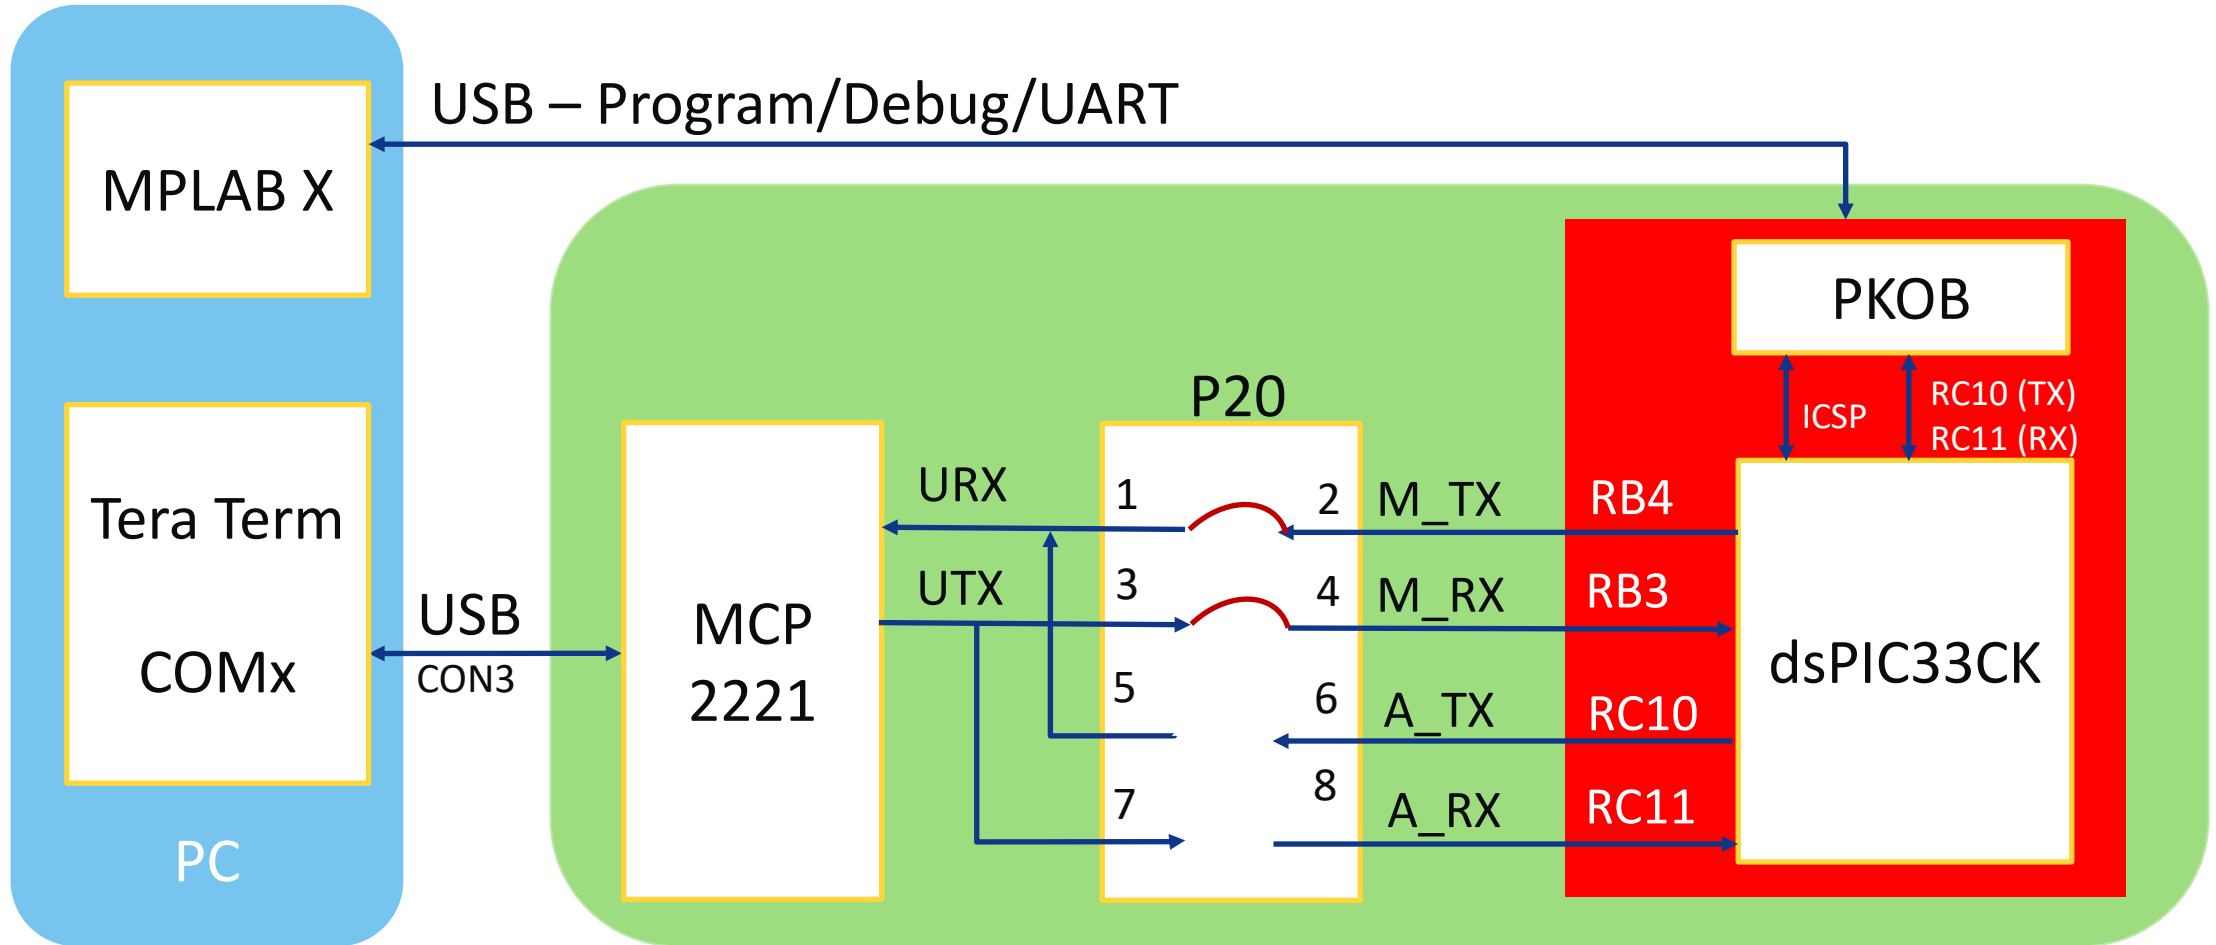 USB – Program/Debug/UART
MPLAB X
PKOB
P20
ICSP
RC10 (TX)
RC11 (RX)
URX
1
2
M_TX
RB4
Tera Term
COMx
USB
CON3
MCP
2221
UTX
3
4
M_RX
RB3
dsPIC33CK
5
6
A_TX
RC10
7
8
A_RX
RC11
PC